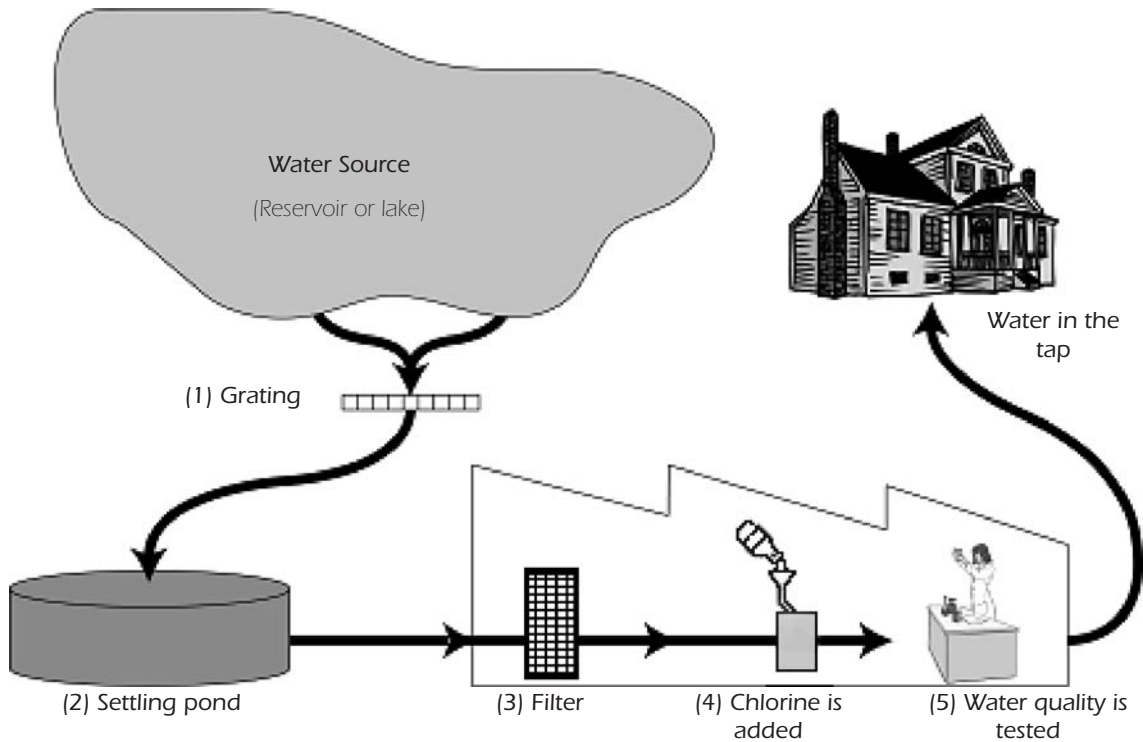 Water Source
(Reservoir or lake)
(1) Grating
Water in the
tap
(2) Settling pond
(3) Filter
(4) Chlorine is
added
(5) Water quality is
tested